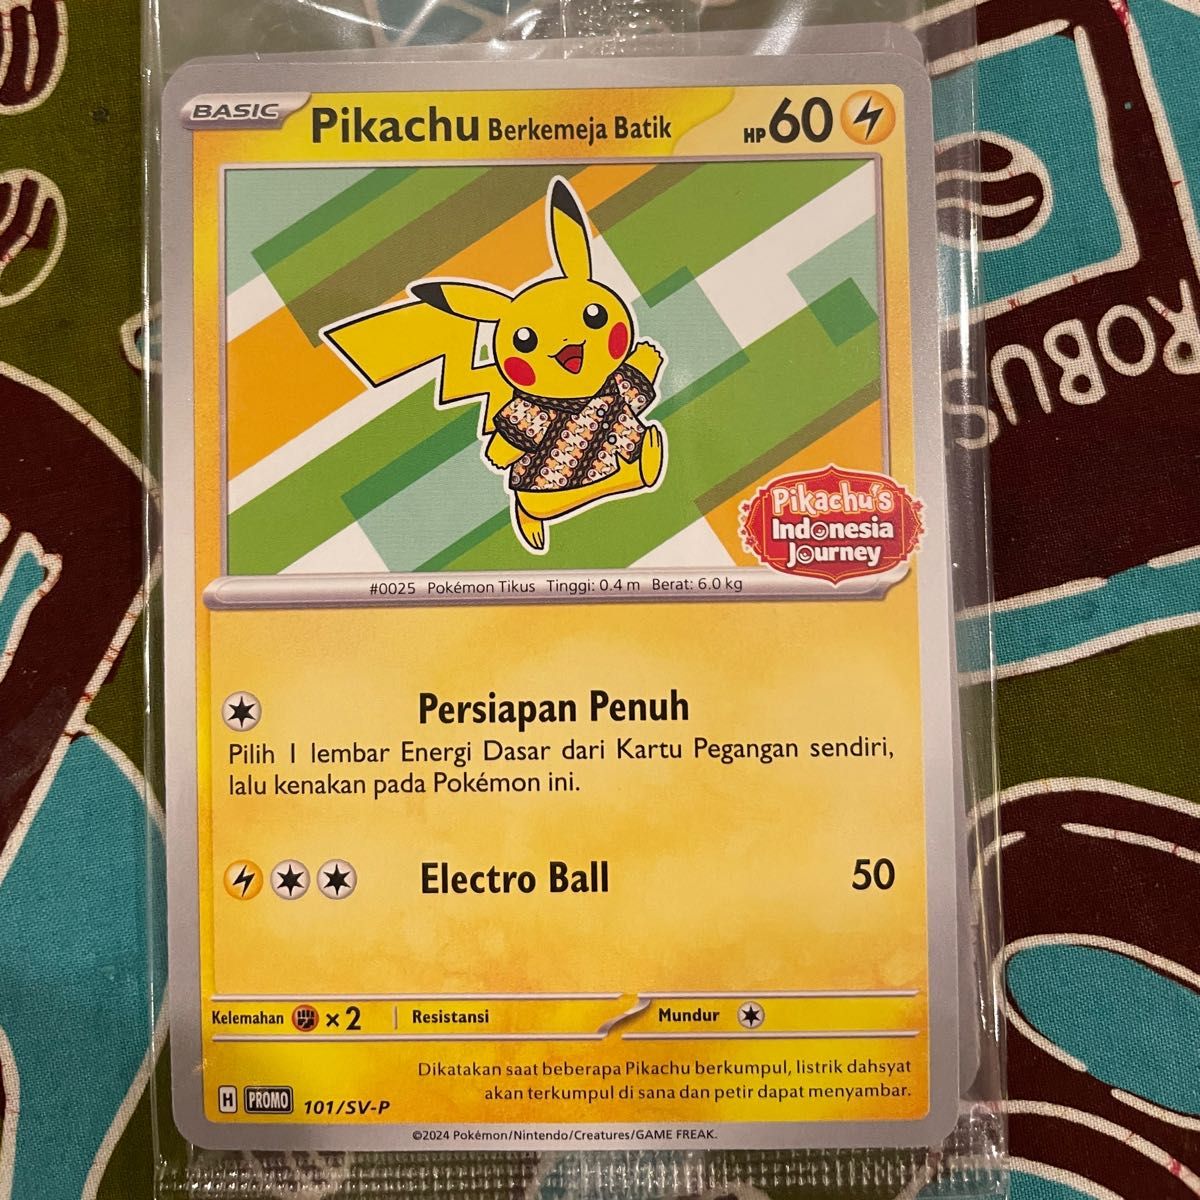 BASIC
Pikachu Berkemeja Batik HP 60
Pikachu's
Indonesia
Journey
#0025 Pokémon Tikus Tinggi: 0.4 m Berat: 6.0 kg
Persiapan Penuh
Pilih 1 lembar Energi Dasar dari Kartu Pegangan sendiri,
lalu kenakan pada Pokémon ini.
Electro Ball 50
Kelemahan ×2 Resistansi Mundur
Dikatakan saat beberapa Pikachu berkumpul, listrik dahsyat
akan terkumpul di sana dan petir dapat menyambar.
H PROMO 101/SV-P
©2024 Pokémon/Nintendo/Creatures/GAME FREAK.
ROBUS